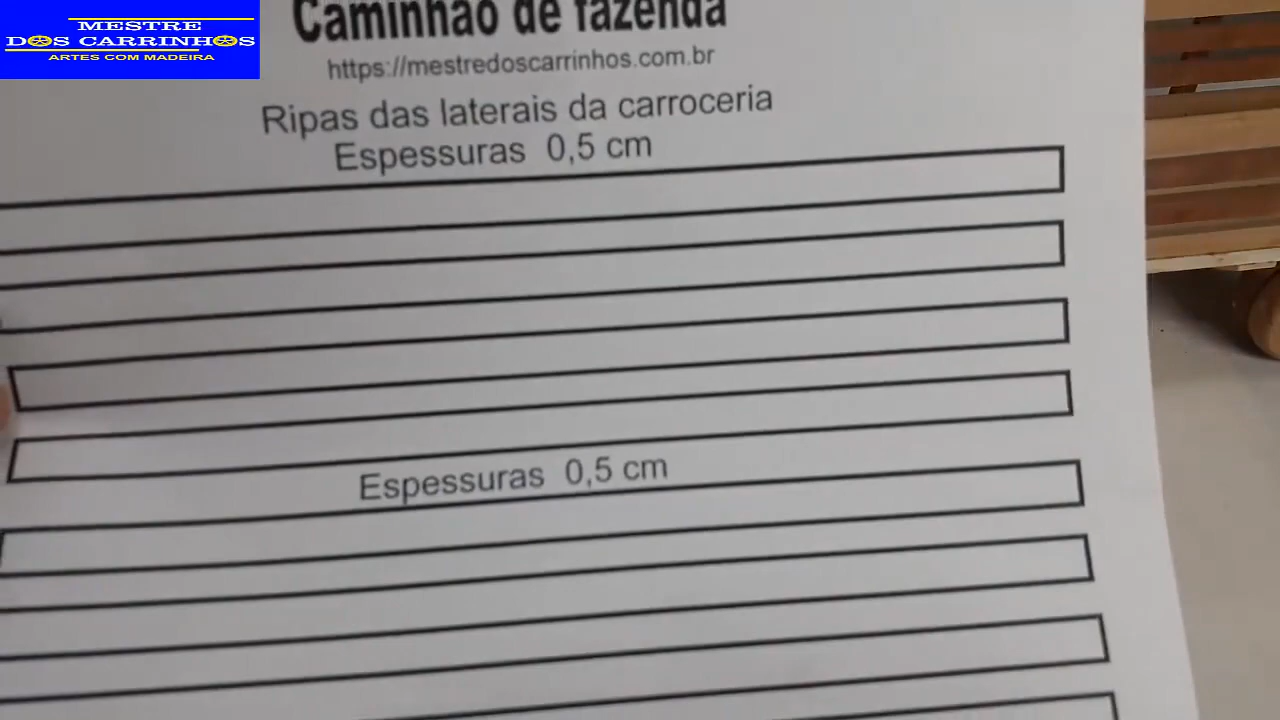 MESTRE
DOS CARRINHOS
ARTES COM MADEIRA
Caminhão de fazenda
https://mestredoscarrinhos.com.br
Ripas das laterais da carroceria
Espessuras 0,5 cm
Espessuras 0,5 cm